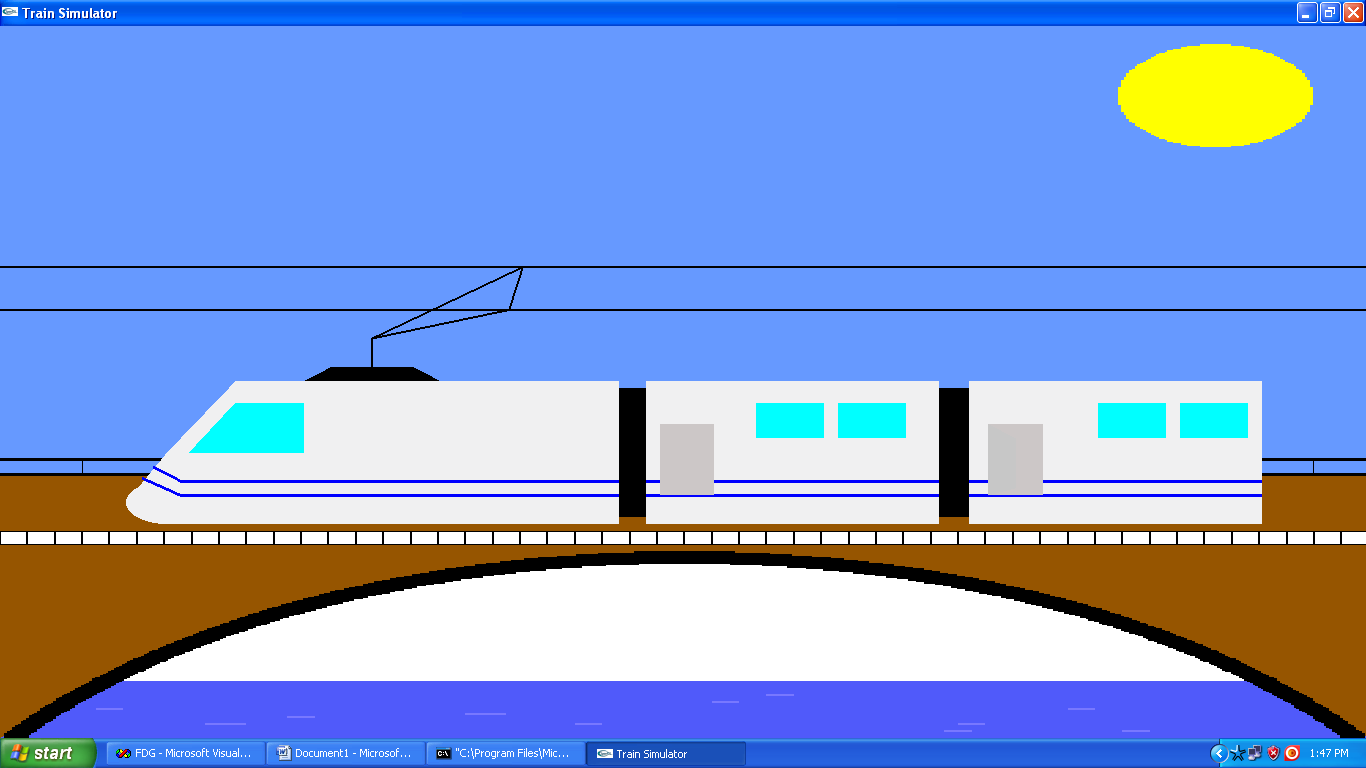 Train Simulator
start
FDG - Microsoft Visual...
Document1 - Microsof...
"C:\Program Files\Mic...
Train Simulator
1:47 PM